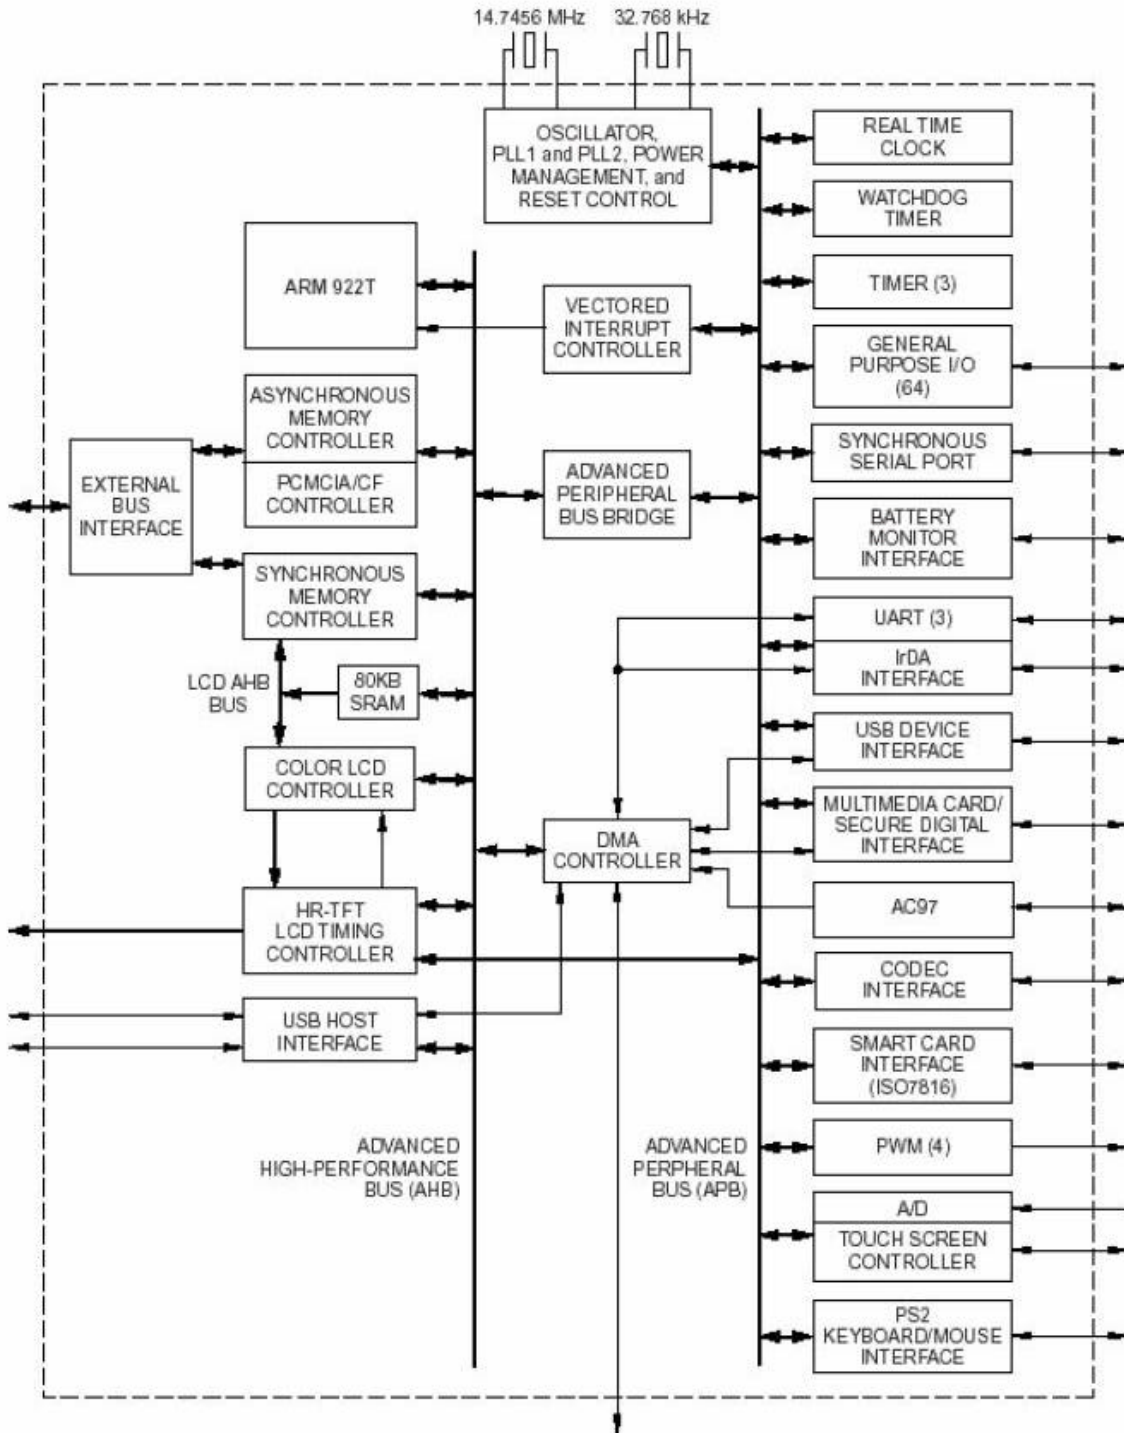 14.7456 MHz
32.768 kHz
OSCILLATOR,
PLL1 and PLL2, POWER
MANAGEMENT, and
RESET CONTROL
REAL TIME
CLOCK
WATCHDOG
TIMER
ARM 922T
TIMER (3)
VECTORED
INTERRUPT
CONTROLLER
GENERAL
PURPOSE I/O
(64)
ASYNCHRONOUS
MEMORY
CONTROLLER
PCMCIA/CF
CONTROLLER
EXTERNAL
BUS
INTERFACE
ADVANCED
PERIPHERAL
BUS BRIDGE
SYNCHRONOUS
SERIAL PORT
BATTERY
MONITOR
INTERFACE
SYNCHRONOUS
MEMORY
CONTROLLER
UART (3)
IrDA
INTERFACE
LCD AHB
BUS
80KB
SRAM
USB DEVICE
INTERFACE
COLOR LCD
CONTROLLER
MULTIMEDIA CARD/
SECURE DIGITAL
INTERFACE
DMA
CONTROLLER
HR-TFT
LCD TIMING
CONTROLLER
AC97
CODEC
INTERFACE
USB HOST
INTERFACE
SMART CARD
INTERFACE
(ISO7816)
ADVANCED
HIGH-PERFORMANCE
BUS (AHB)
ADVANCED
PERPHERAL
BUS (APB)
PWM (4)
A/D
TOUCH SCREEN
CONTROLLER
PS2
KEYBOARD/MOUSE
INTERFACE